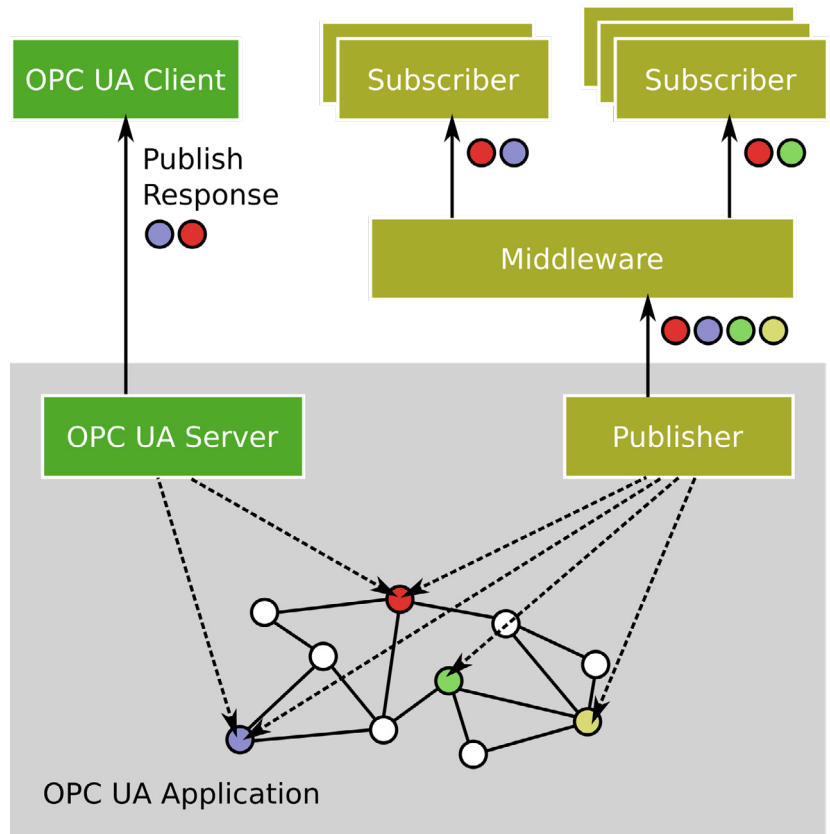 OPC UA Client
Subscriber
Subscriber
Publish
Response
Middleware
OPC UA Server
Publisher
OPC UA Application